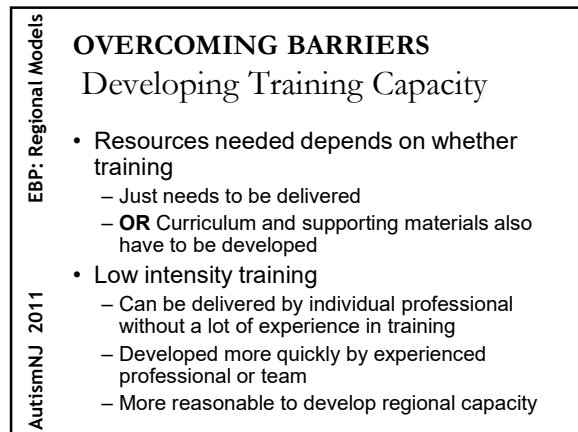 EBP: Regional Models
AutismNJ 2011
OVERCOMING BARRIERS
Developing Training Capacity
• Resources needed depends on whether
training
– Just needs to be delivered
– OR Curriculum and supporting materials also
have to be developed
• Low intensity training
– Can be delivered by individual professional
without a lot of experience in training
– Developed more quickly by experienced
professional or team
– More reasonable to develop regional capacity